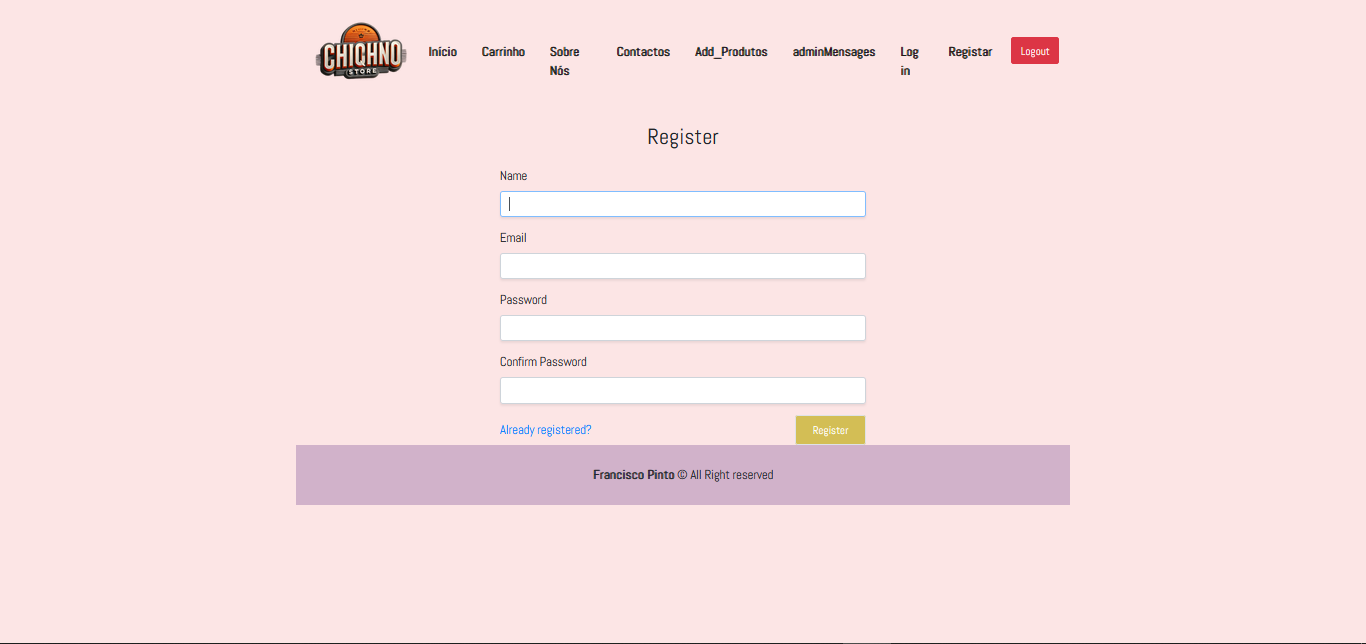 CHIQHNO
STORE
Início Carrinho Sobre Nós Contactos Add_Produtos adminMensages Log in Registar Logout
Register
Name
Email
Password
Confirm Password
Already registered? Register
Francisco Pinto © All Right reserved